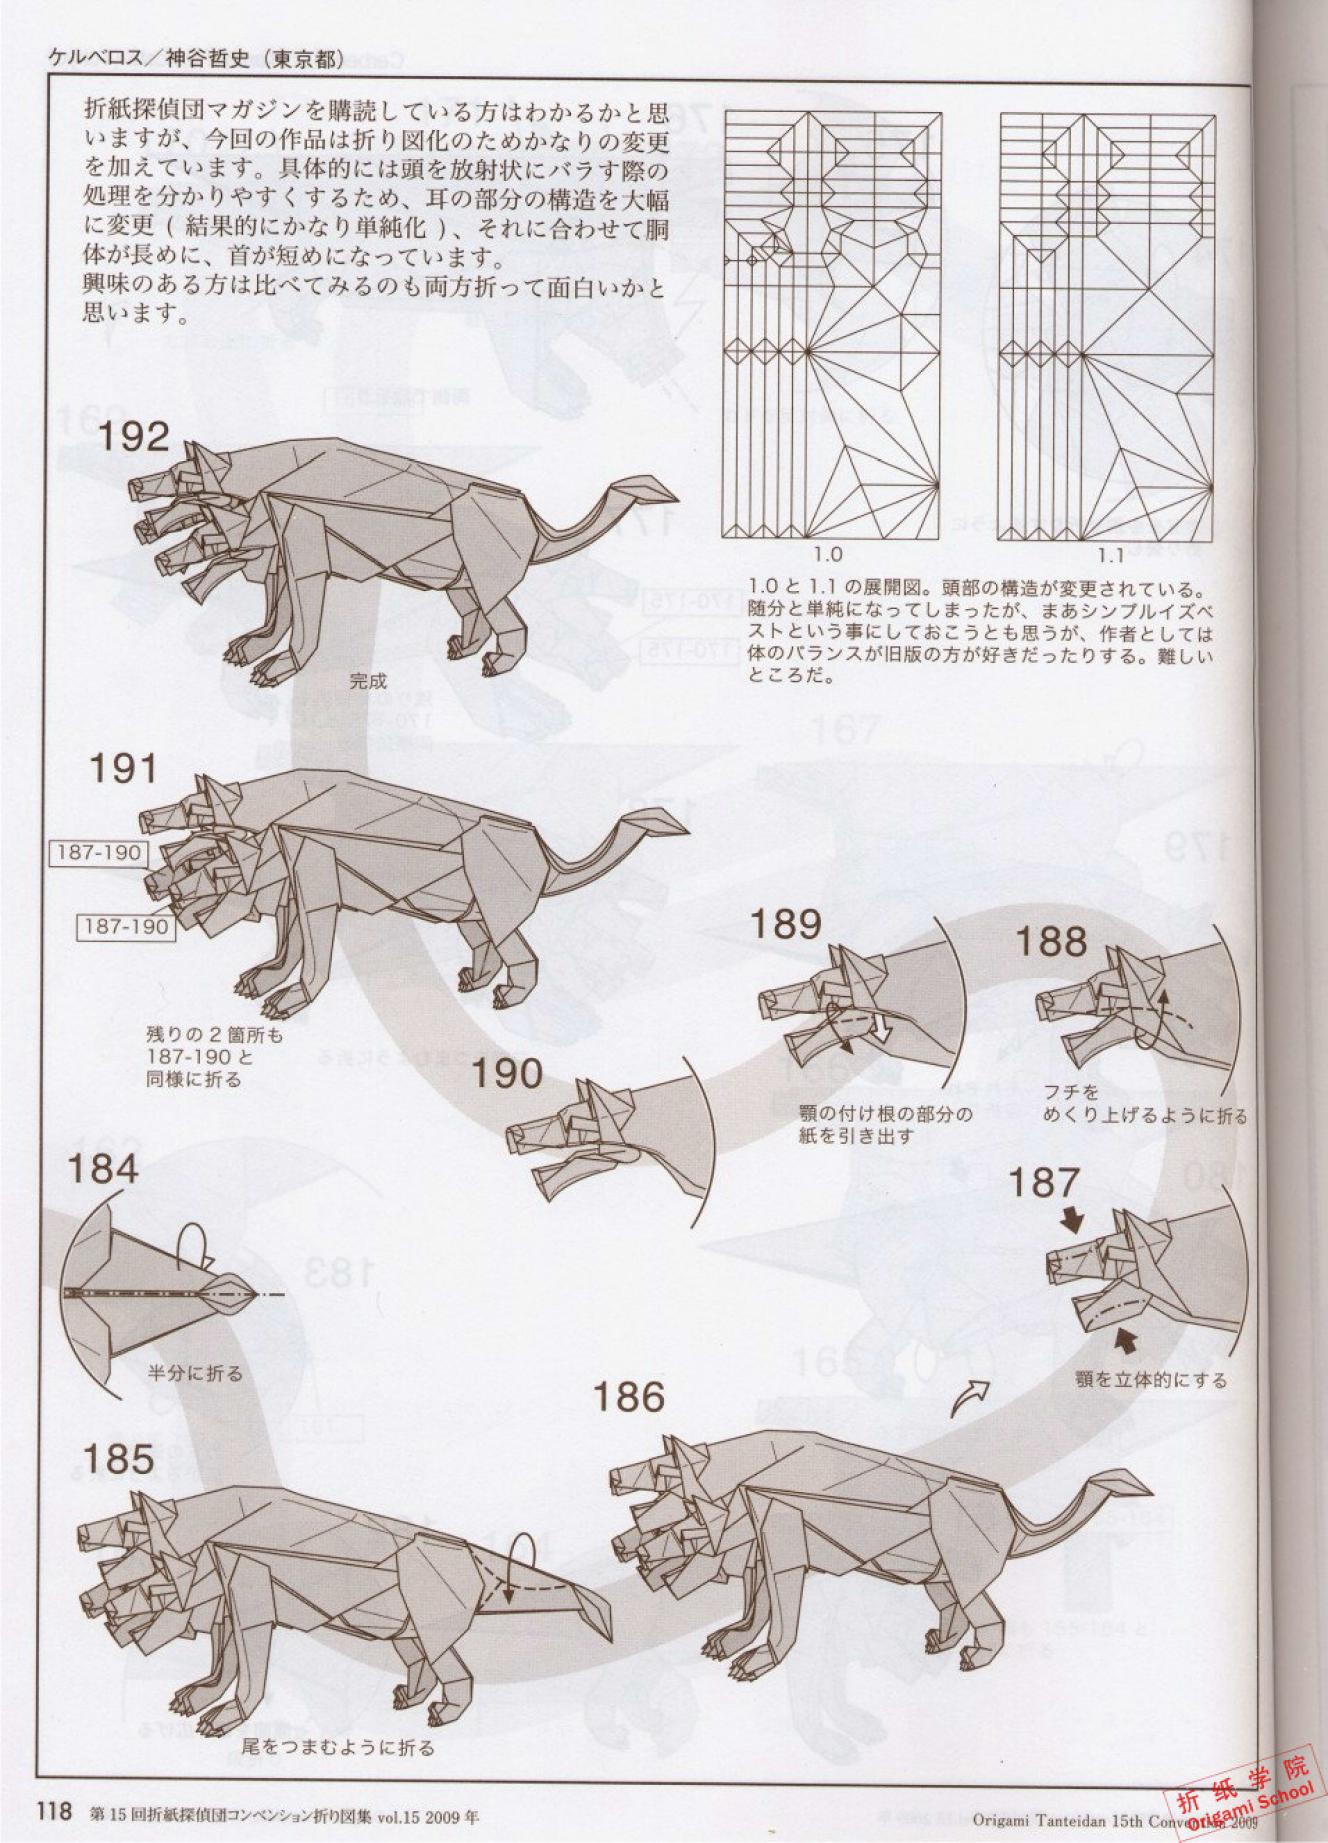 ケルベロス／神谷哲史（東京都）
折紙探偵団マガジンを購読している方はわかるかと思
いますが、今回の作品は折り図化のためかなりの変更
を加えています。具体的には頭を放射状にバラす際の
処理を分かりやすくするため、耳の部分の構造を大幅
に変更 ( 結果的にかなり単純化 )、それに合わせて胴
体が長めに、首が短めになっています。
興味のある方は比べてみるのも両方折って面白いかと
思います。
1.0
1.1
1.0 と 1.1 の展開図。頭部の構造が変更されている。
随分と単純になってしまったが、まあシンプルイズベ
ストという事にしておこうとも思うが、作者としては
体のバランスが旧版の方が好きだったりする。難しい
ところだ。
192
完成
191
187-190
187-190
残りの 2 箇所も
187-190 と
同様に折る
189
顎の付け根の部分の
紙を引き出す
188
フチを
めくり上げるように折る
190
184
半分に折る
187
顎を立体的にする
186
185
尾をつまむように折る
118 第 15 回折紙探偵団コンベンション折り図集 vol.15 2009 年
Origami Tanteidan 15th Convention 2009
折纸学院
Origami School